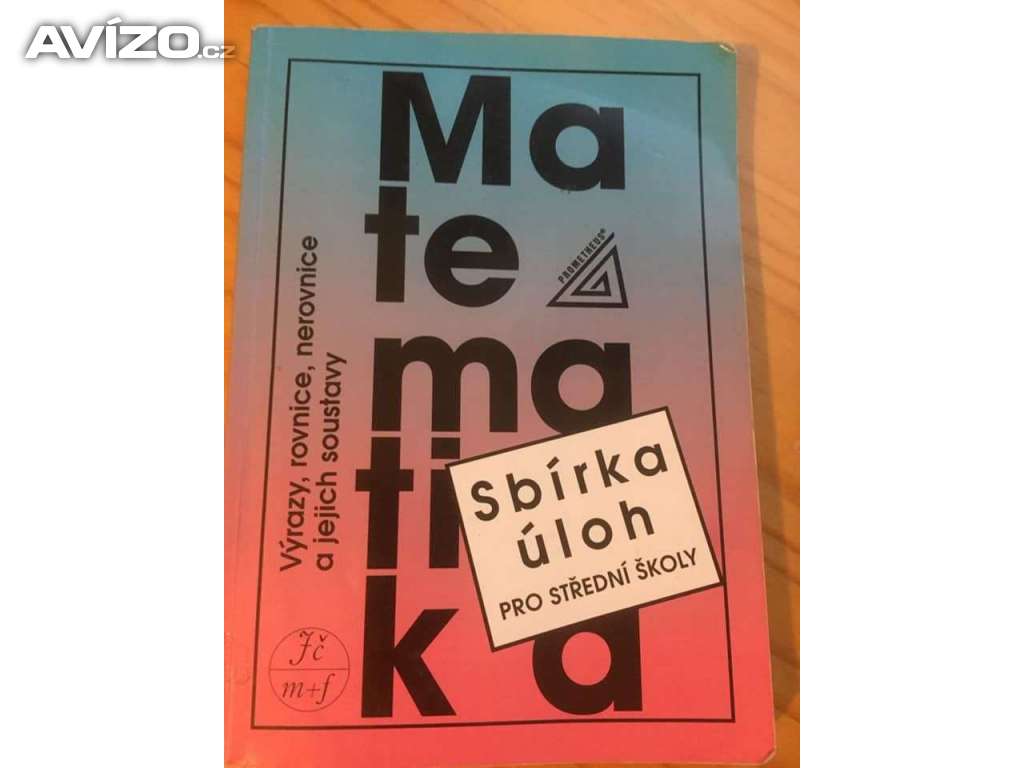 AVÍZO.cz
Ma
te
ma
ti
ka
PROMETHEUS®
Výrazy, rovnice, nerovnice
a jejich soustavy
Sbírka
úloh
PRO STŘEDNÍ ŠKOLY
Jč
m+f